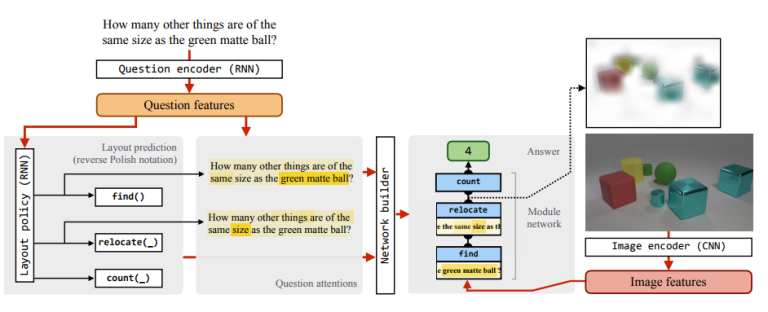 How many other things are of the
same size as the green matte ball?
Question encoder (RNN)
Question features
Layout policy (RNN)
Layout prediction
(reverse Polish notation)
find()
relocate(_)
count(_)
How many other things are of the
same size as the green matte ball?
How many other things are of the
same size as the green matte ball?
Question attentions
Network builder
4
Answer
count
relocate
e the same size as th
find
e green matte ball ?
Module
network
Image encoder (CNN)
Image features